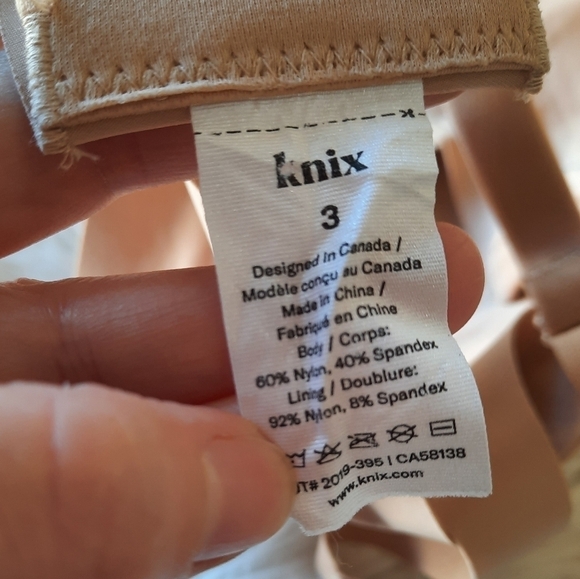 knix
3
Designed in Canada /
Modèle conçu au Canada
Made in China /
Fabriqué en Chine
Body / Corps:
60% Nylon, 40% Spandex
Lining / Doublure:
92% Nylon, 8% Spandex
2019-395 | CA58138
www.knix.com